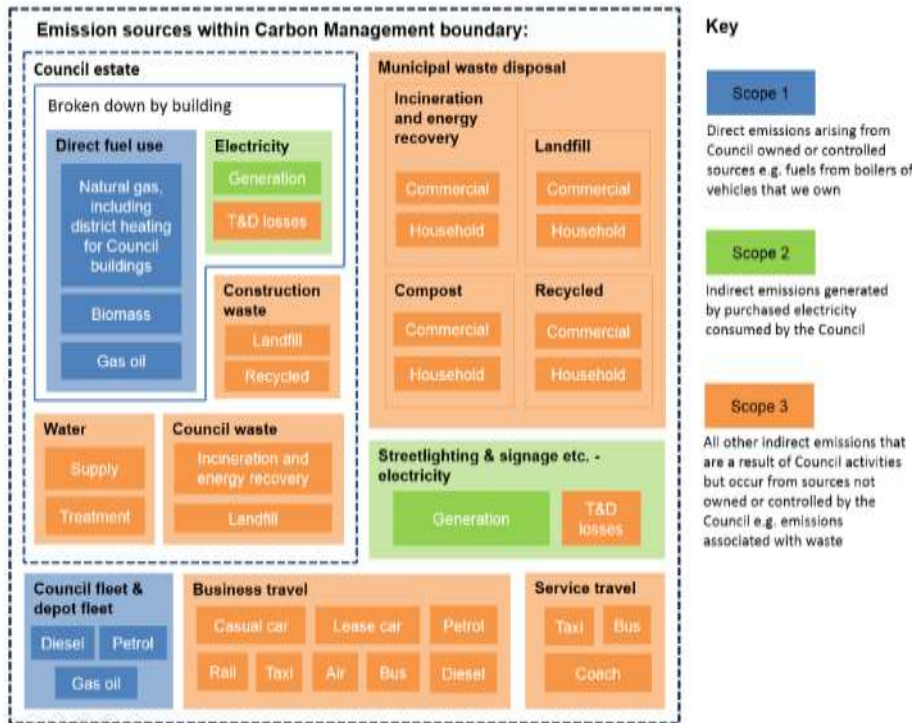 Emission sources within Carbon Management boundary:
Council estate
Broken down by building
Direct fuel use
Natural gas,
including
district heating
for Council
buildings
Biomass
Gas oil
Electricity
Generation
T&D losses
Construction
waste
Landfill
Recycled
Water
Supply
Treatment
Council waste
Incineration and
energy recovery
Landfill
Municipal waste disposal
Incineration
and energy
recovery
Commercial
Household
Landfill
Commercial
Household
Compost
Commercial
Household
Recycled
Commercial
Household
Streetlighting & signage etc. -
electricity
Generation
T&D
losses
Council fleet &
depot fleet
Diesel
Petrol
Gas oil
Business travel
Casual car
Lease car
Petrol
Rail
Taxi
Air
Bus
Diesel
Service travel
Taxi
Bus
Coach
Key
Scope 1
Direct emissions arising from
Council owned or controlled
sources e.g. fuels from boilers of
vehicles that we own
Scope 2
Indirect emissions generated
by purchased electricity
consumed by the Council
Scope 3
All other indirect emissions that
are a result of Council activities
but occur from sources not
owned or controlled by the
Council e.g. emissions
associated with waste